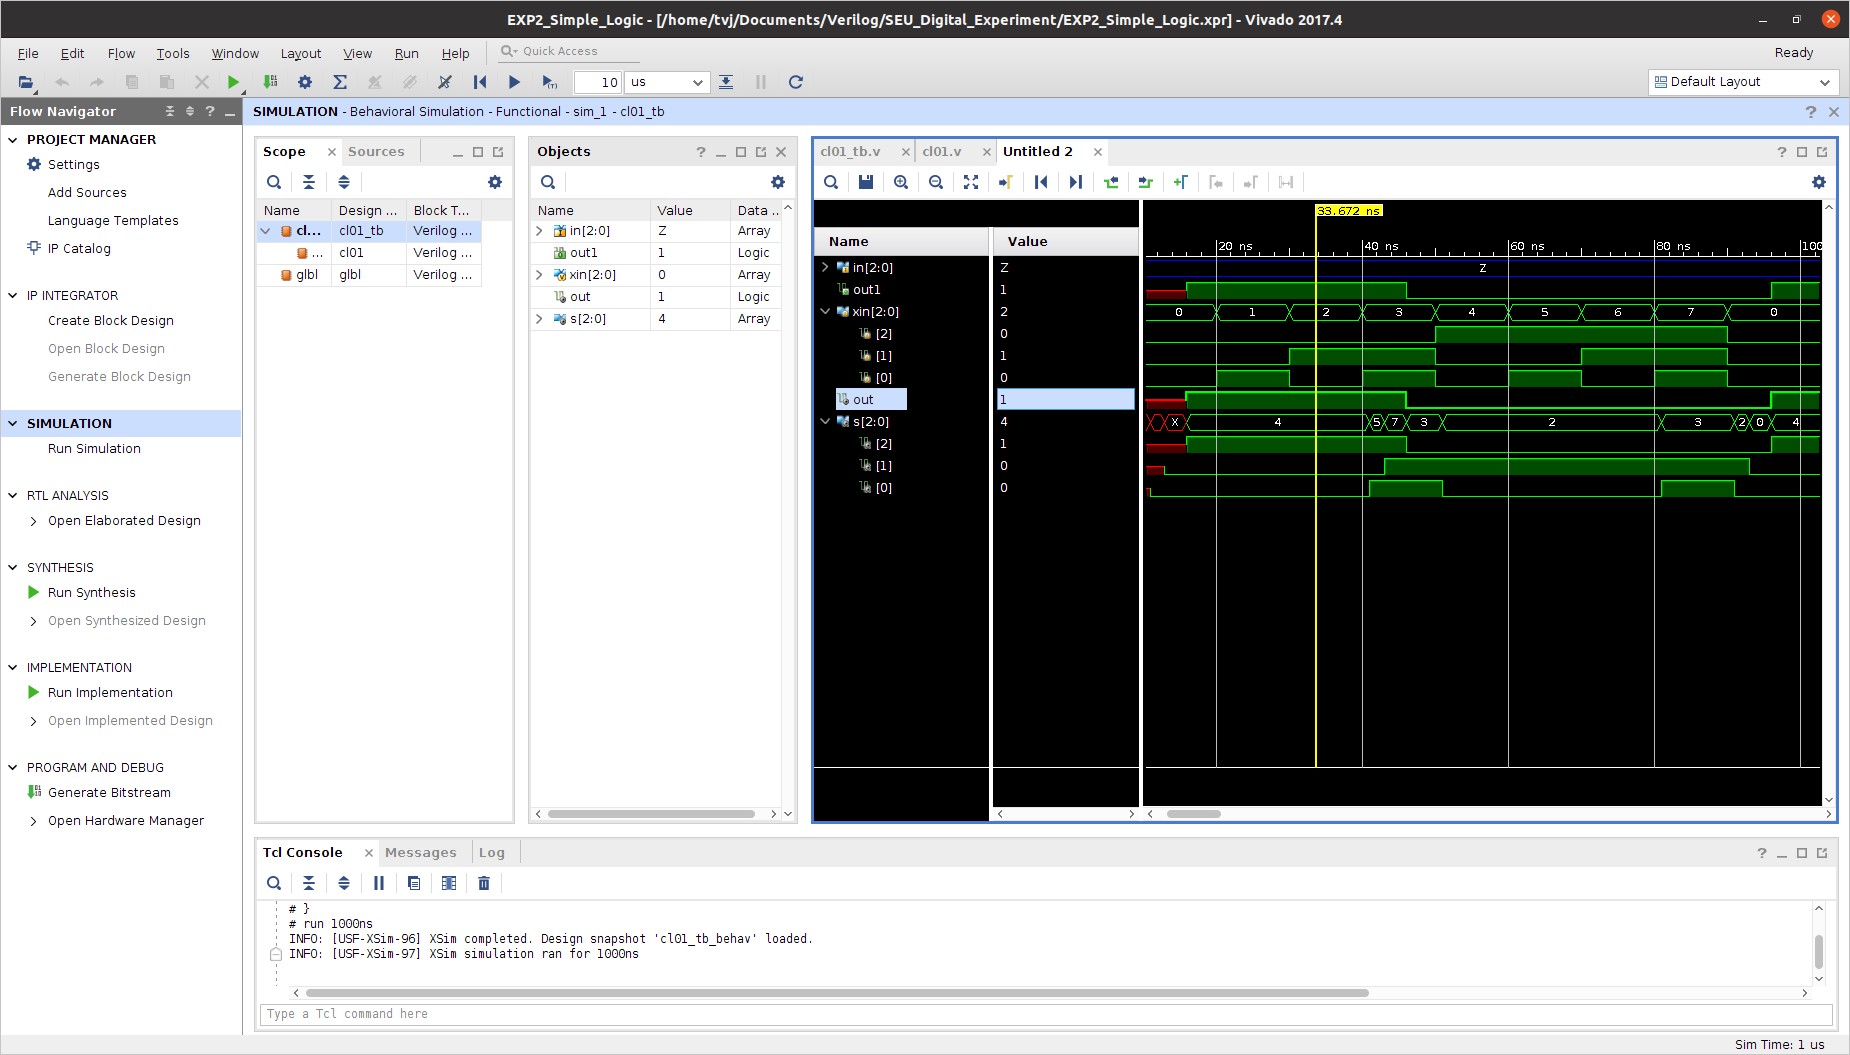 EXP2_Simple_Logic - [/home/tvj/Documents/Verilog/SEU_Digital_Experiment/EXP2_Simple_Logic.xpr] - Vivado 2017.4
File Edit Flow Tools Window Layout View Run Help Quick Access Ready
10 us Default Layout
Flow Navigator
PROJECT MANAGER
Settings
Add Sources
Language Templates
IP Catalog
IP INTEGRATOR
Create Block Design
Open Block Design
Generate Block Design
SIMULATION
Run Simulation
RTL ANALYSIS
Open Elaborated Design
SYNTHESIS
Run Synthesis
Open Synthesized Design
IMPLEMENTATION
Run Implementation
Open Implemented Design
PROGRAM AND DEBUG
Generate Bitstream
Open Hardware Manager
SIMULATION - Behavioral Simulation - Functional - sim_1 - cl01_tb
Scope Sources
Name Design ... Block T...
cl... cl01_tb Verilog ...
... cl01 Verilog ...
glbl glbl Verilog ...
Objects
Name Value Data ..
in[2:0] Z Array
out1 1 Logic
xin[2:0] 0 Array
out 1 Logic
s[2:0] 4 Array
cl01_tb.v cl01.v Untitled 2
33.672 ns
Name Value 20 ns 40 ns 60 ns 80 ns 100
in[2:0] Z Z
out1 1
xin[2:0] 2 0 1 2 3 4 5 6 7 0
[2] 0
[1] 1
[0] 0
out 1
s[2:0] 4 X 4 5 7 3 2 3 2 0 4
[2] 1
[1] 0
[0] 0
Tcl Console Messages Log
# }
# run 1000ns
INFO: [USF-XSim-96] XSim completed. Design snapshot 'cl01_tb_behav' loaded.
INFO: [USF-XSim-97] XSim simulation ran for 1000ns
Type a Tcl command here
Sim Time: 1 us